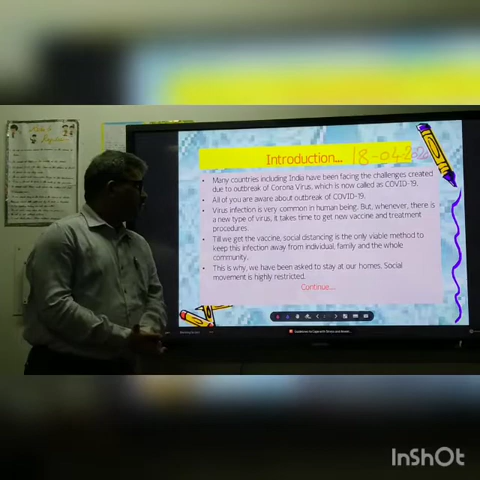 Introduction... 18-04-2020
• Many countries including India have been facing the challenges created
due to outbreak of Corona Virus, which is now called as COVID-19.
• All of you are aware about outbreak of COVID-19.
• Virus infection is very common in human being. But, whenever, there is
a new type of virus, it takes time to get new vaccine and treatment
procedures.
• Till we get the vaccine, social distancing is the only viable method to
keep this infection away from individual, family and the whole
community.
• This is why, we have been asked to stay at our homes. Social
movement is highly restricted.
Continue....
InShOt